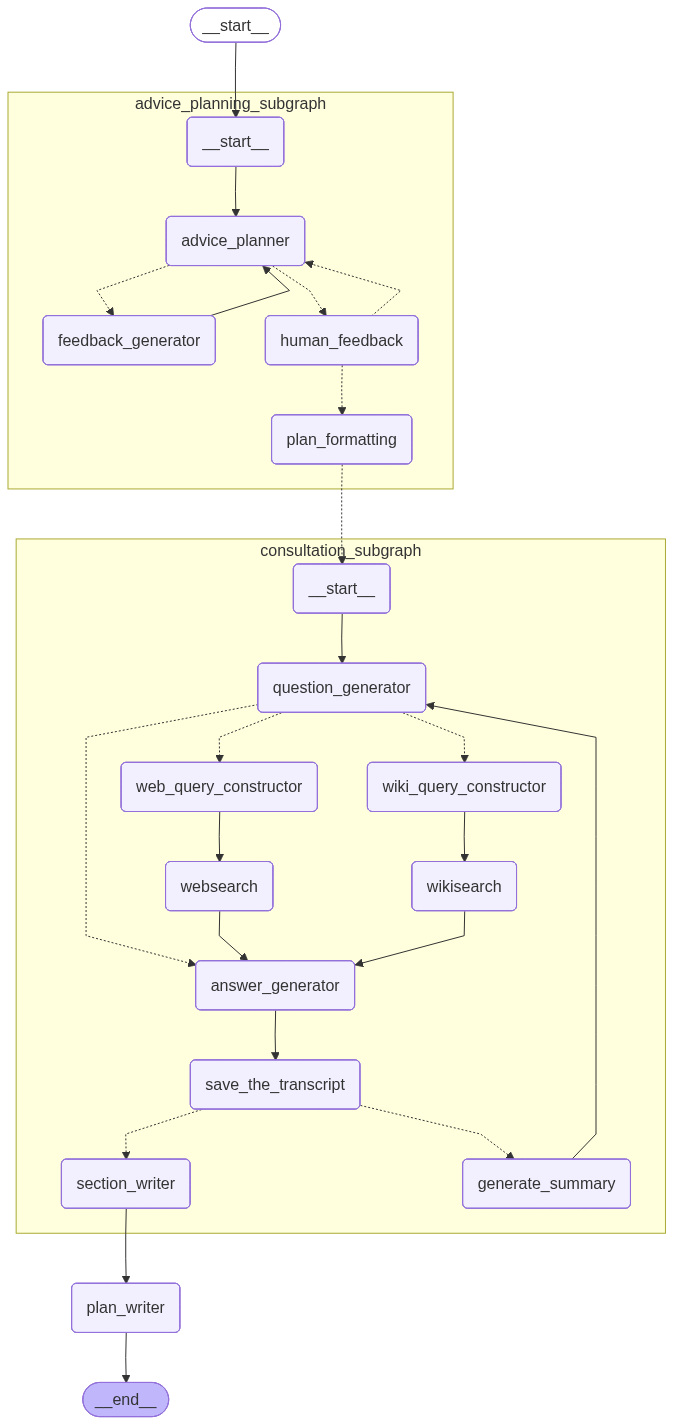 __start__
advice_planning_subgraph
__start__
advice_planner
feedback_generator
human_feedback
plan_formatting
consultation_subgraph
__start__
question_generator
web_query_constructor
wiki_query_constructor
websearch
wikisearch
answer_generator
save_the_transcript
section_writer
generate_summary
plan_writer
__end__